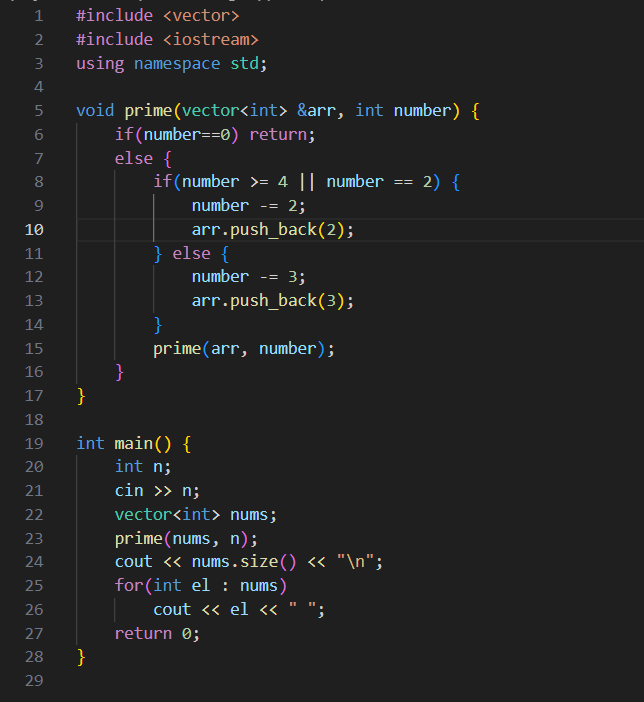 1 #include <vector>
2 #include <iostream>
3 using namespace std;
4
5 void prime(vector<int> &arr, int number) {
6     if(number==0) return;
7     else {
8         if(number >= 4 || number == 2) {
9             number -= 2;
10             arr.push_back(2);
11         } else {
12             number -= 3;
13             arr.push_back(3);
14         }
15         prime(arr, number);
16     }
17 }
18
19 int main() {
20     int n;
21     cin >> n;
22     vector<int> nums;
23     prime(nums, n);
24     cout << nums.size() << "\n";
25     for(int el : nums)
26         cout << el << " ";
27     return 0;
28 }
29